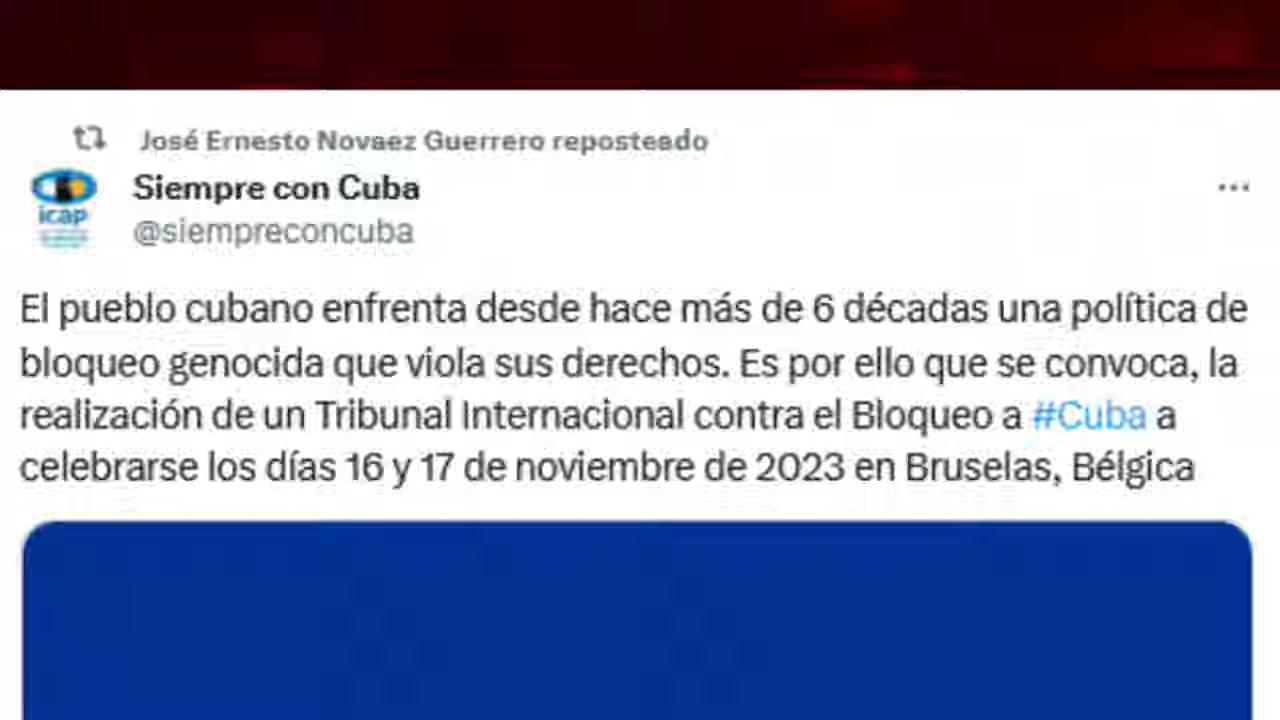 José Ernesto Novaez Guerrero reposteado
Siempre con Cuba
icap
@siempreconcuba
El pueblo cubano enfrenta desde hace más de 6 décadas una política de
bloqueo genocida que viola sus derechos. Es por ello que se convoca, la
realización de un Tribunal Internacional contra el Bloqueo a #Cuba a
celebrarse los días 16 y 17 de noviembre de 2023 en Bruselas, Bélgica